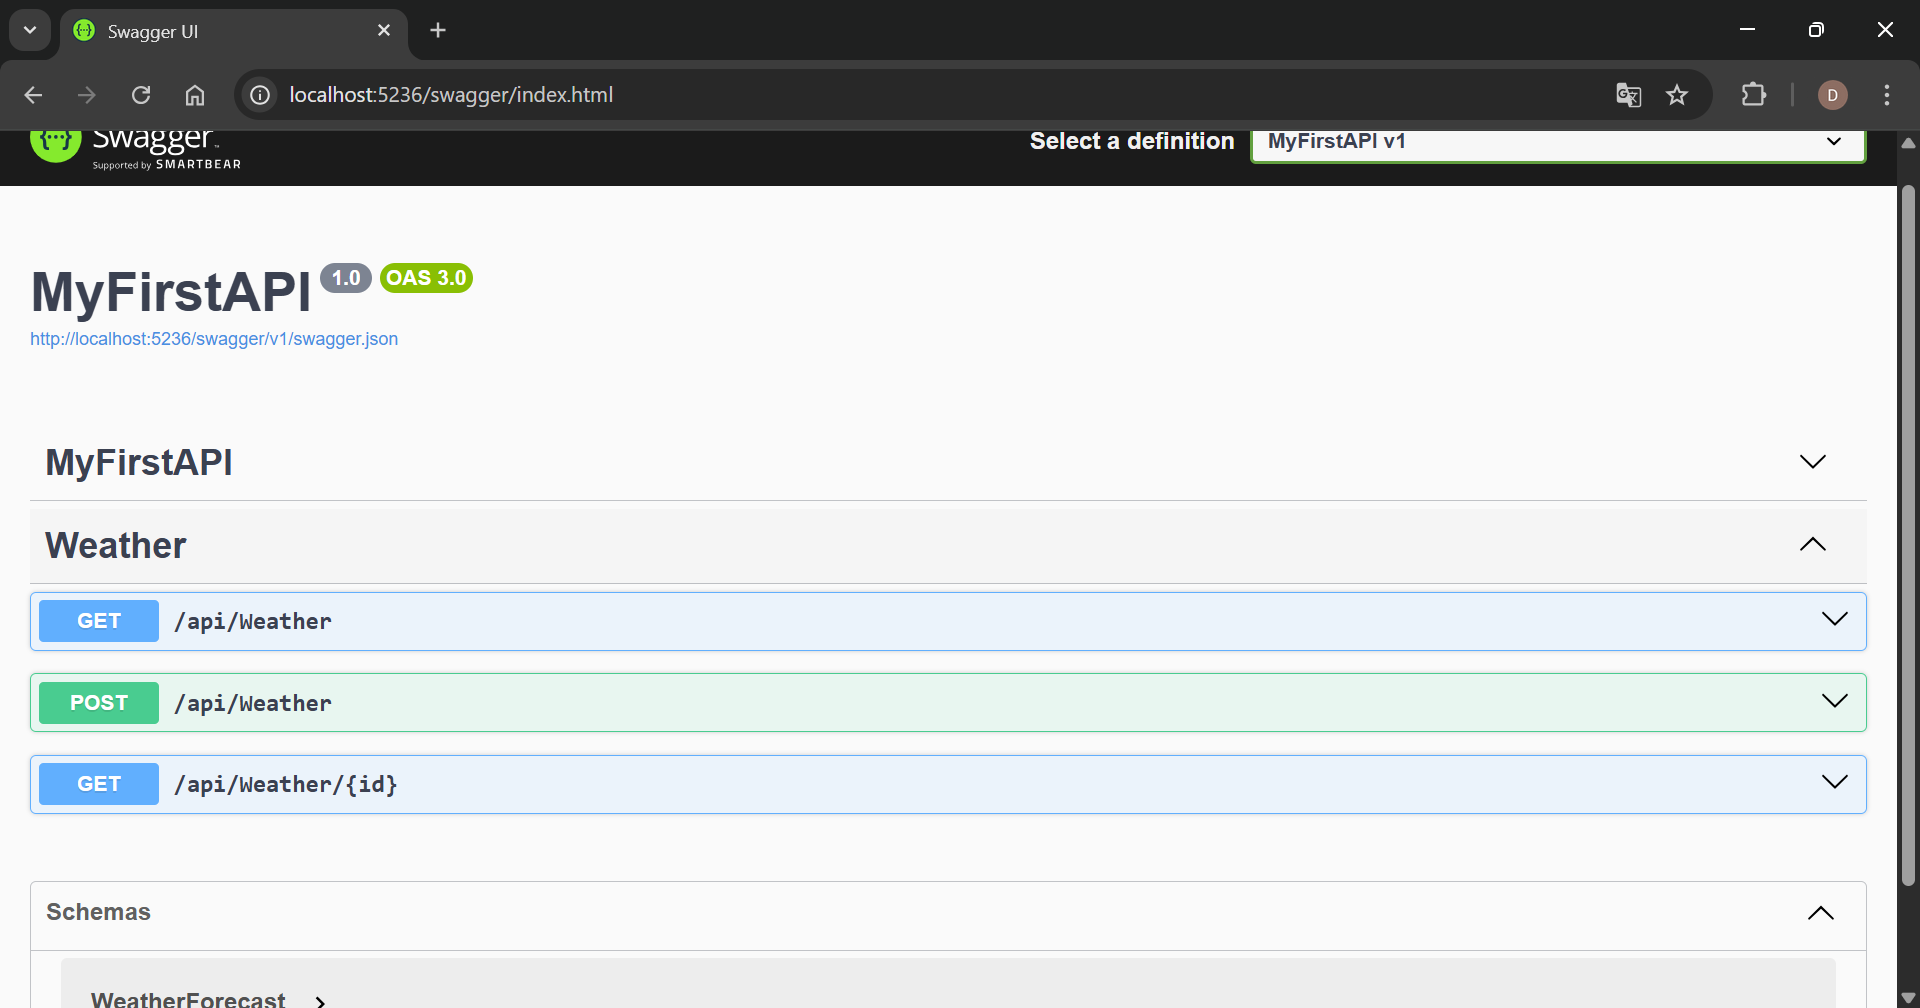 Swagger UI
localhost:5236/swagger/index.html
D
Swagger
Supported by SMARTBEAR
Select a definition
MyFirstAPI v1
MyFirstAPI 1.0 OAS 3.0
http://localhost:5236/swagger/v1/swagger.json
MyFirstAPI
Weather
GET /api/Weather
POST /api/Weather
GET /api/Weather/{id}
Schemas
WeatherForecast